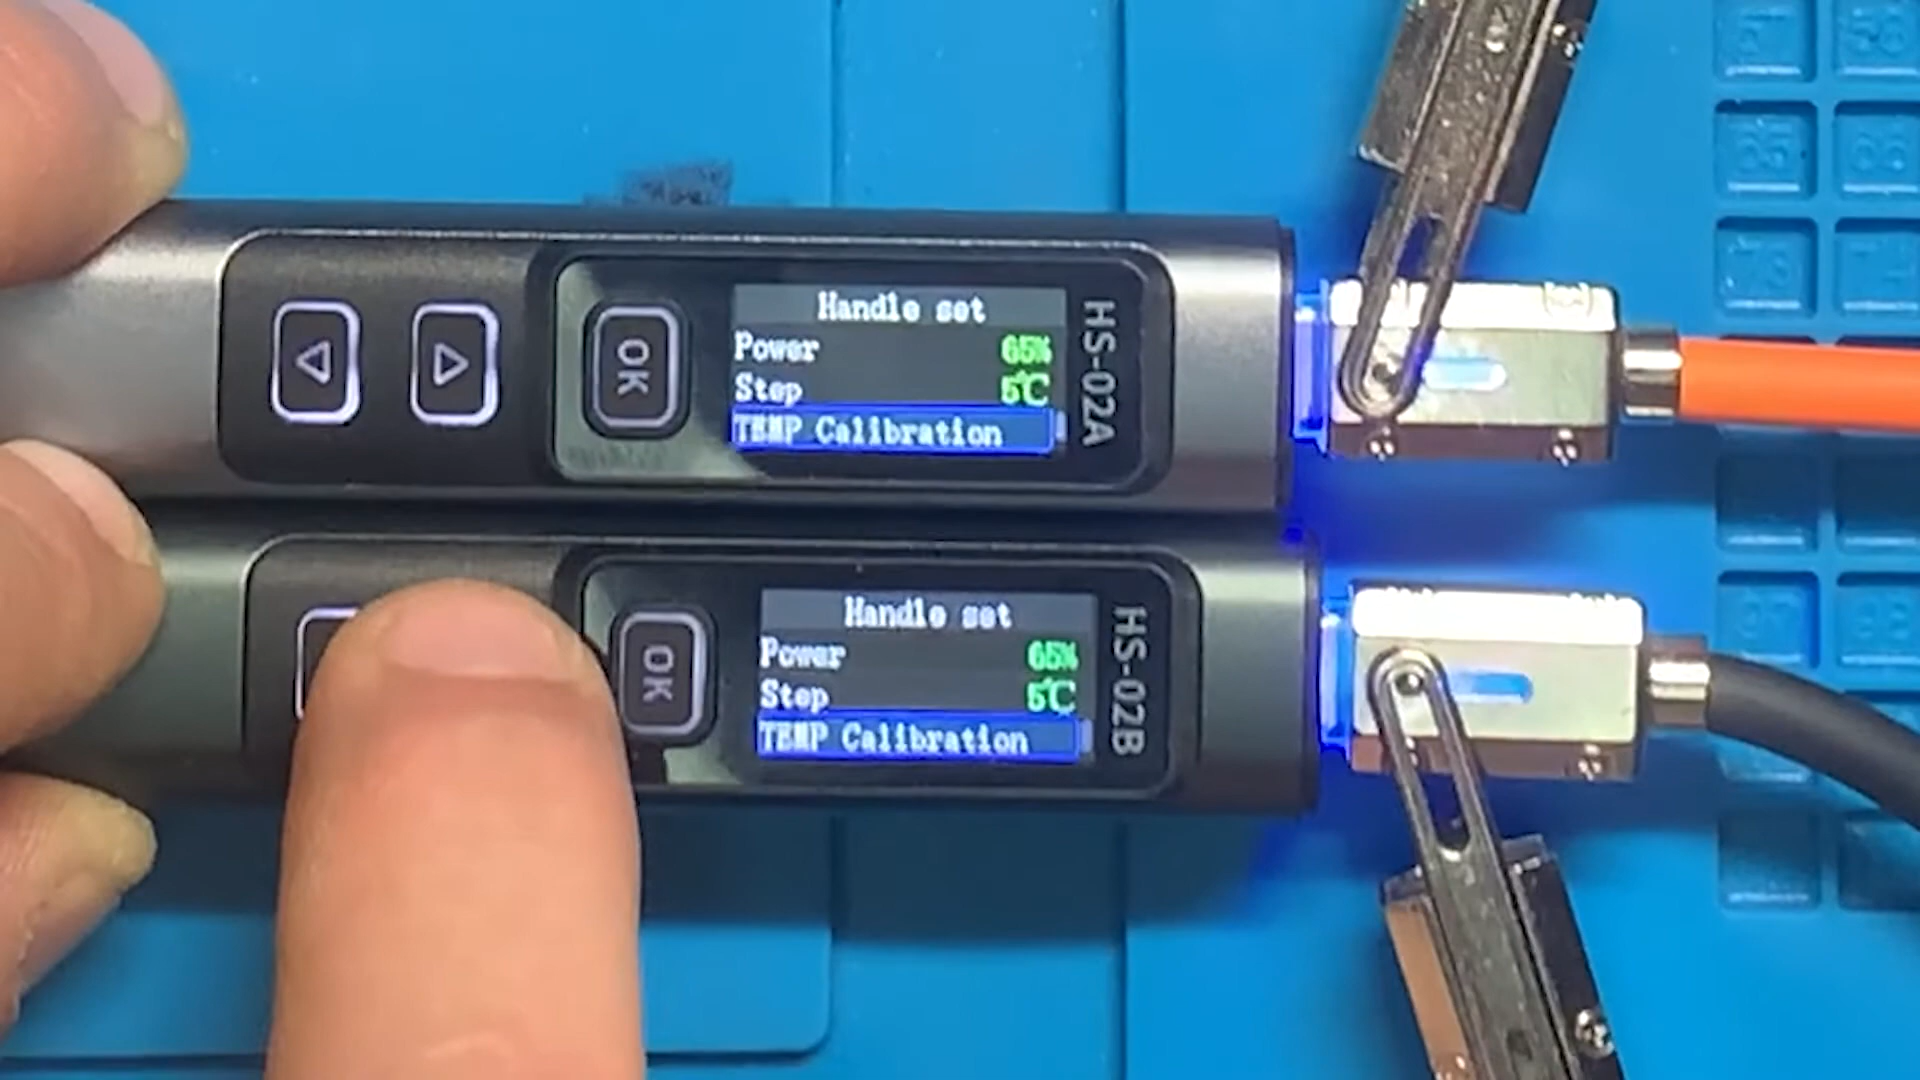 Handle set
Power 65%
Step 5℃
TEMP Calibration
OK
HS-02A
Handle set
Power 65%
Step 5℃
TEMP Calibration
OK
HS-02B